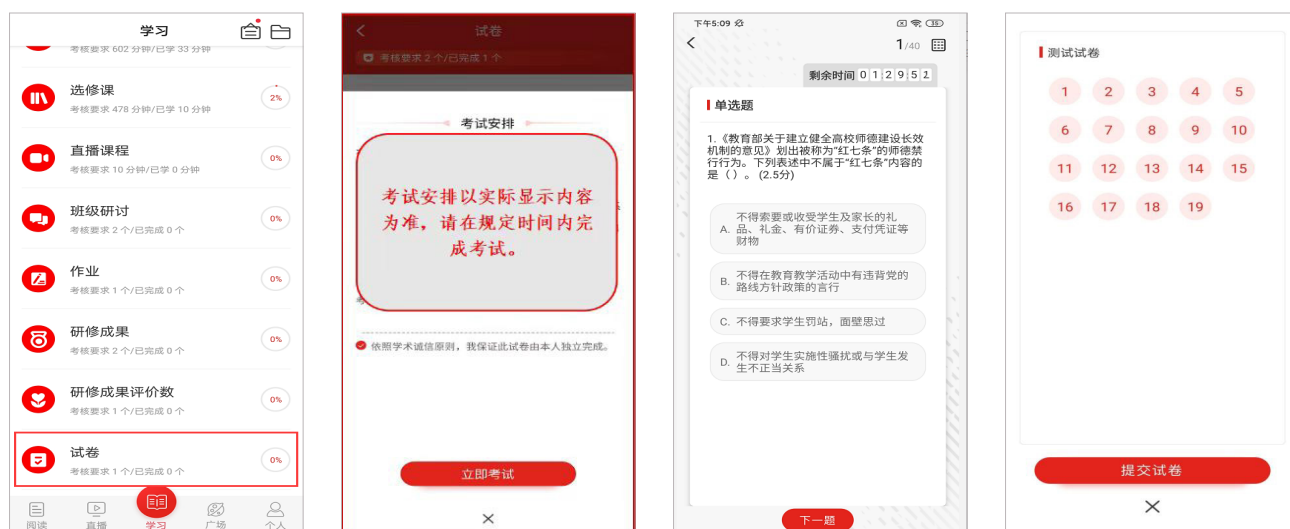 学习
考核要求 602 分钟/已学 33 分钟
选修课
考核要求 478 分钟/已学 10 分钟
2%
直播课程
考核要求 10 分钟/已学 0 分钟
0%
班级研讨
考核要求 2 个/已完成 0 个
0%
作业
考核要求 1 个/已完成 0 个
0%
研修成果
考核要求 2 个/已完成 0 个
0%
研修成果评价数
考核要求 1 个/已完成 0 个
0%
试卷
考核要求 1 个/已完成 0 个
0%
阅读 直播 学习 广场 个人
试卷
考核要求 2 个/已完成 1 个
考试安排
考试安排以实际显示内容
为准，请在规定时间内完
成考试。
依照学术诚信原则，我保证此试卷由本人独立完成。
立即考试
下午5:09
35
1/40
剩余时间 0 1:2 9:5 2
单选题
1.《教育部关于建立健全高校师德建设长效
机制的意见》划出被称为“红七条”的师德禁
行行为。下列表述中不属于“红七条”内容的
是（ ）。 (2.5分)
不得索要或收受学生及家长的礼
A. 品、礼金、有价证券、支付凭证等
财物
B. 不得在教育教学活动中有违背党的
路线方针政策的言行
C. 不得要求学生罚站，面壁思过
D. 不得对学生实施性骚扰或与学生发
生不正当关系
下一题
测试试卷
1 2 3 4 5
6 7 8 9 10
11 12 13 14 15
16 17 18 19
提交试卷